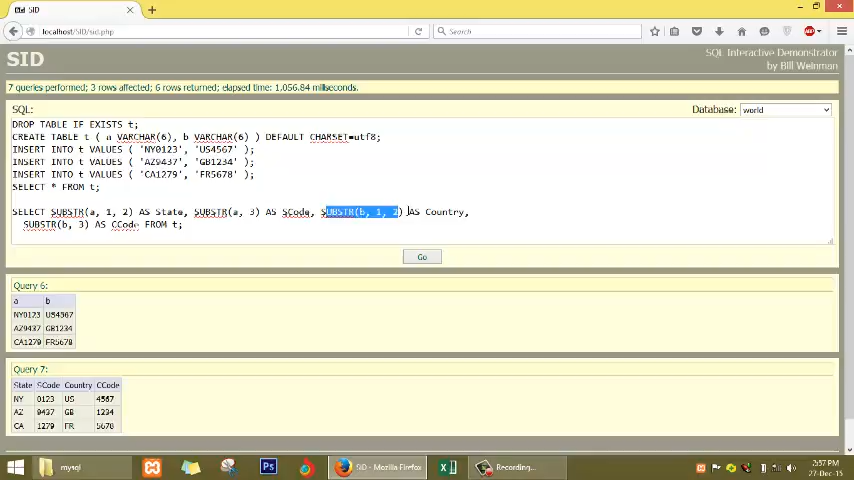 SID
localhost/SID/sid.php
Search
ABP
SID
SQL Interactive Demonstrator
by Bill Weinman
7 queries performed; 3 rows affected; 6 rows returned; elapsed time: 1,056.84 milliseconds.
SQL:
Database: world
DROP TABLE IF EXISTS t;
CREATE TABLE t ( a VARCHAR(6), b VARCHAR(6) ) DEFAULT CHARSET=utf8;
INSERT INTO t VALUES ( 'NY0123', 'US4567' );
INSERT INTO t VALUES ( 'AZ9437', 'GB1234' );
INSERT INTO t VALUES ( 'CA1279', 'FR5678' );
SELECT * FROM t;
SELECT SUBSTR(a, 1, 2) AS State, SUBSTR(a, 3) AS SCode, SUBSTR(b, 1, 2) AS Country,
SUBSTR(b, 3) AS CCode FROM t;
Go
Query 6:
a b
NY0123 US4567
AZ9437 GB1234
CA1279 FR5678
Query 7:
State SCode Country CCode
NY 0123 US 4567
AZ 9437 GB 1234
CA 1279 FR 5678
mysql
Ps
SID - Mozilla Firefox
Recording...
2:57 PM
27-Dec-15